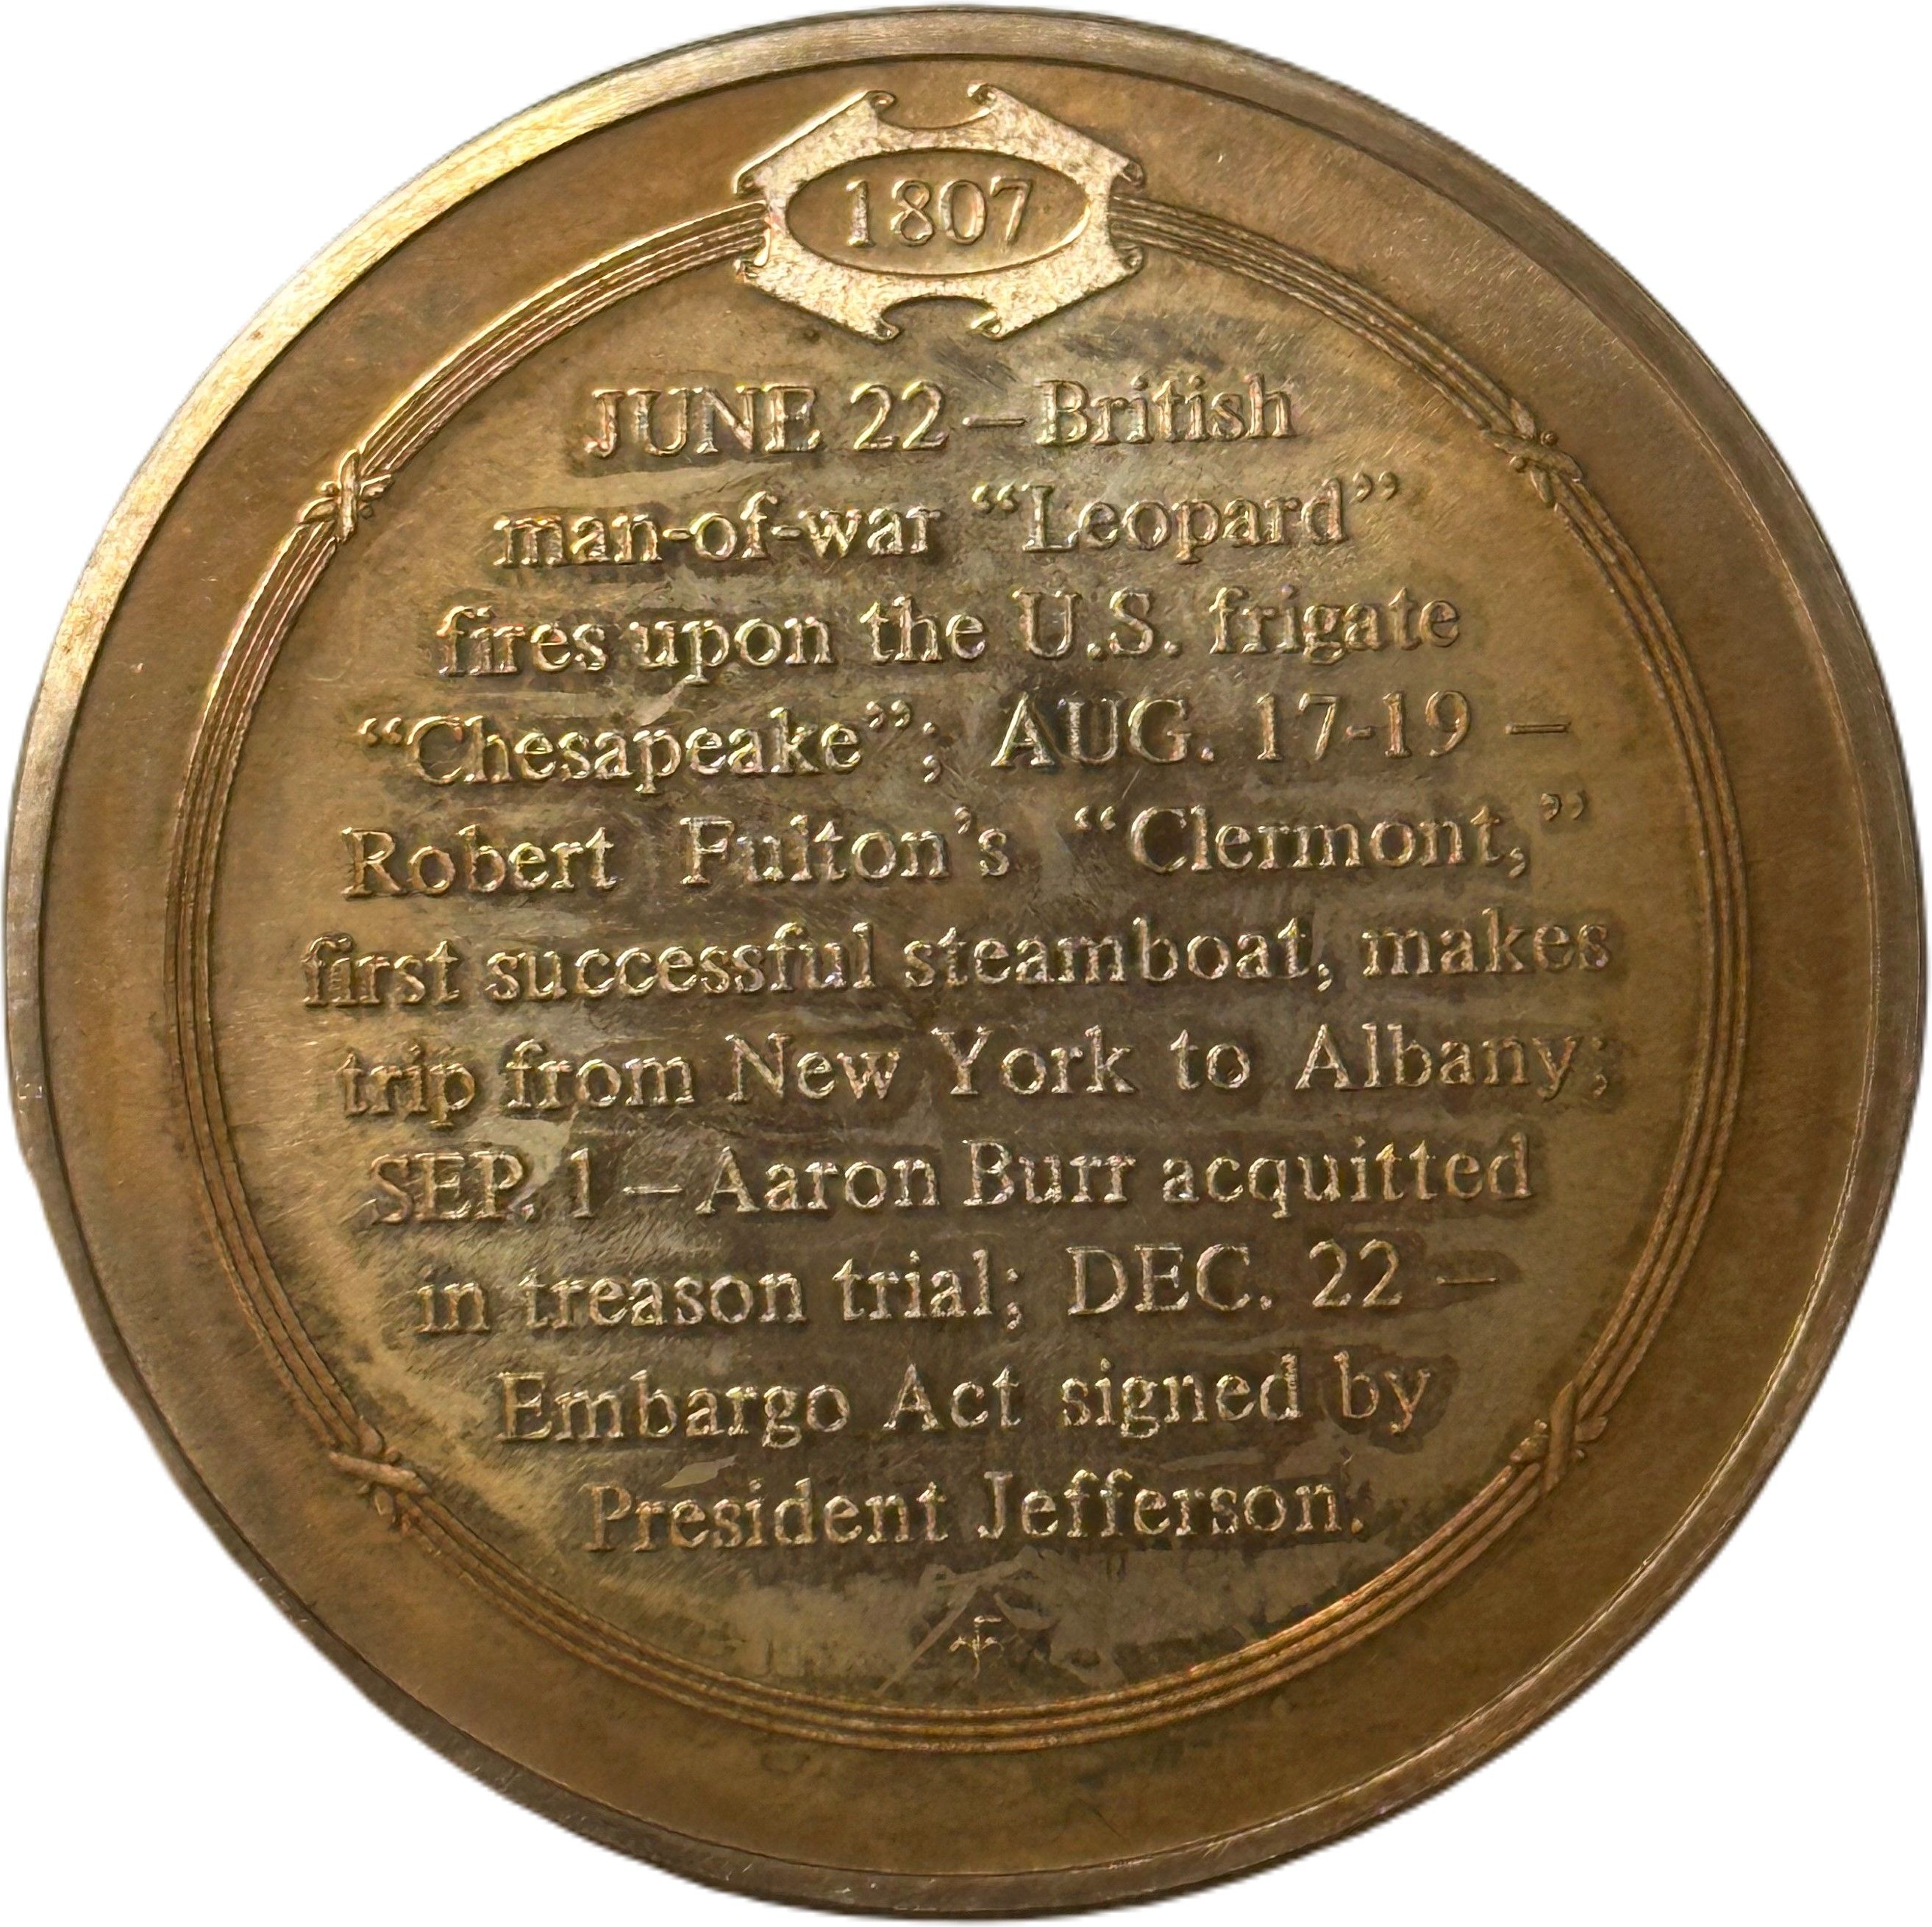 1807
JUNE 22 – British
man-of-war “Leopard”
fires upon the U.S. frigate
“Chesapeake”; AUG. 17-19 –
Robert Fulton’s “Clermont,”
first successful steamboat, makes
trip from New York to Albany;
SEP. 1 – Aaron Burr acquitted
in treason trial; DEC. 22 –
Embargo Act signed by
President Jefferson.